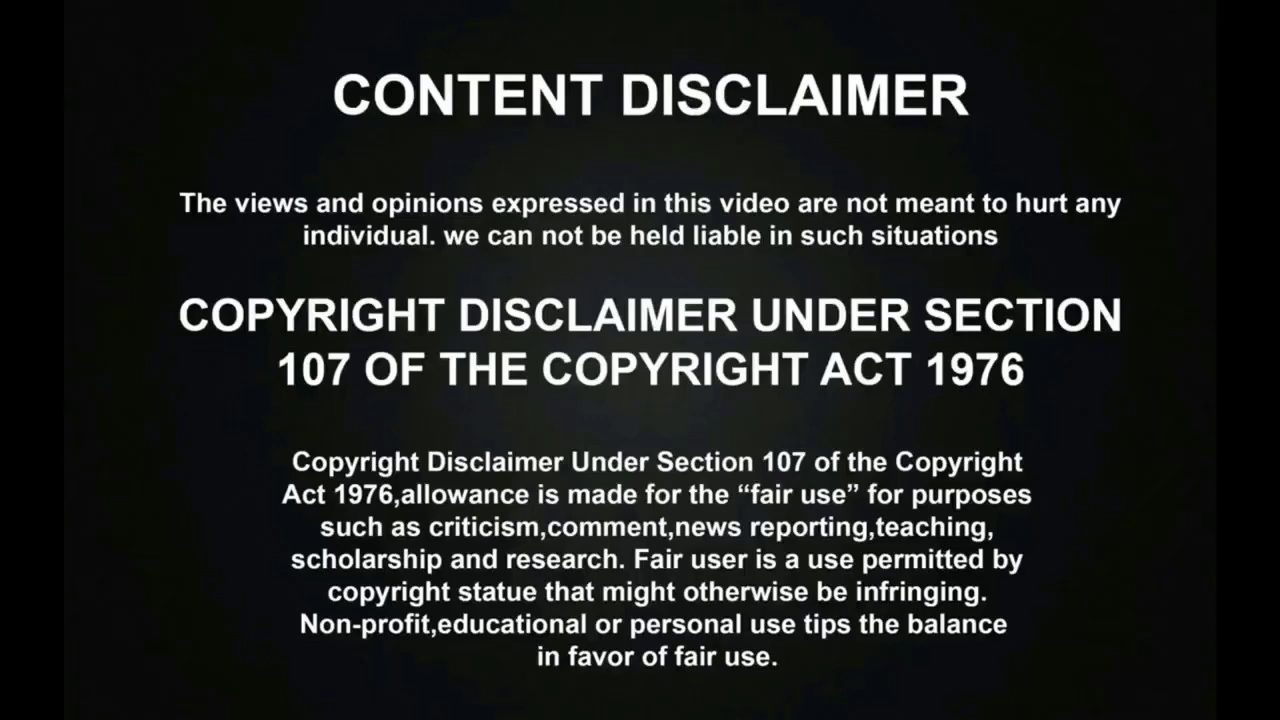 CONTENT DISCLAIMER
The views and opinions expressed in this video are not meant to hurt any
individual. we can not be held liable in such situations
COPYRIGHT DISCLAIMER UNDER SECTION
107 OF THE COPYRIGHT ACT 1976
Copyright Disclaimer Under Section 107 of the Copyright
Act 1976,allowance is made for the “fair use” for purposes
such as criticism,comment,news reporting,teaching,
scholarship and research. Fair user is a use permitted by
copyright statue that might otherwise be infringing.
Non-profit,educational or personal use tips the balance
in favor of fair use.